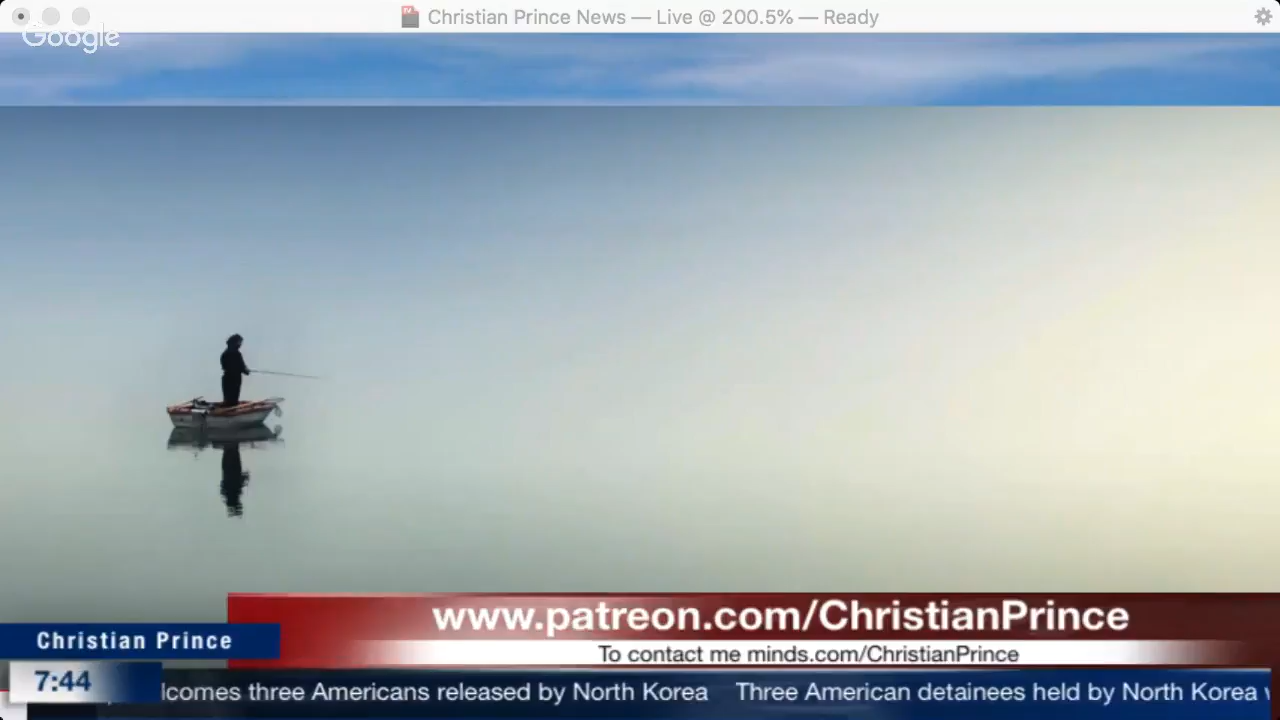 Christian Prince News — Live @ 200.5% — Ready
Google
www.patreon.com/ChristianPrince
Christian Prince
To contact me minds.com/ChristianPrince
7:44
lcomes three Americans released by North Korea Three American detainees held by North Korea